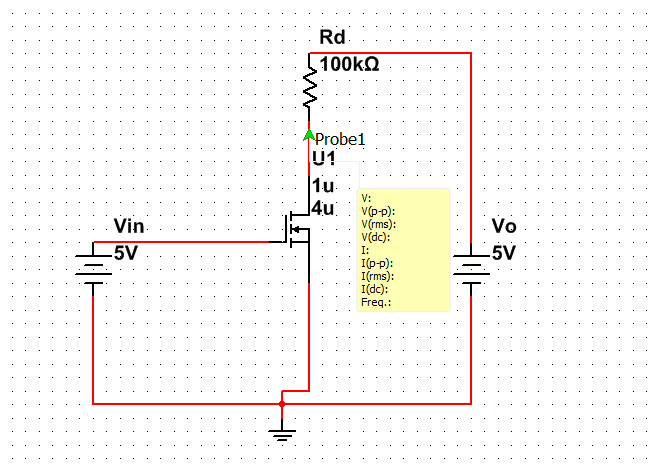 Rd
100kΩ
Probe1
U1
1u
4u
Vin
5V
V:
V(p-p):
V(rms):
V(dc):
I:
I(p-p):
I(rms):
I(dc):
Freq.:
Vo
5V